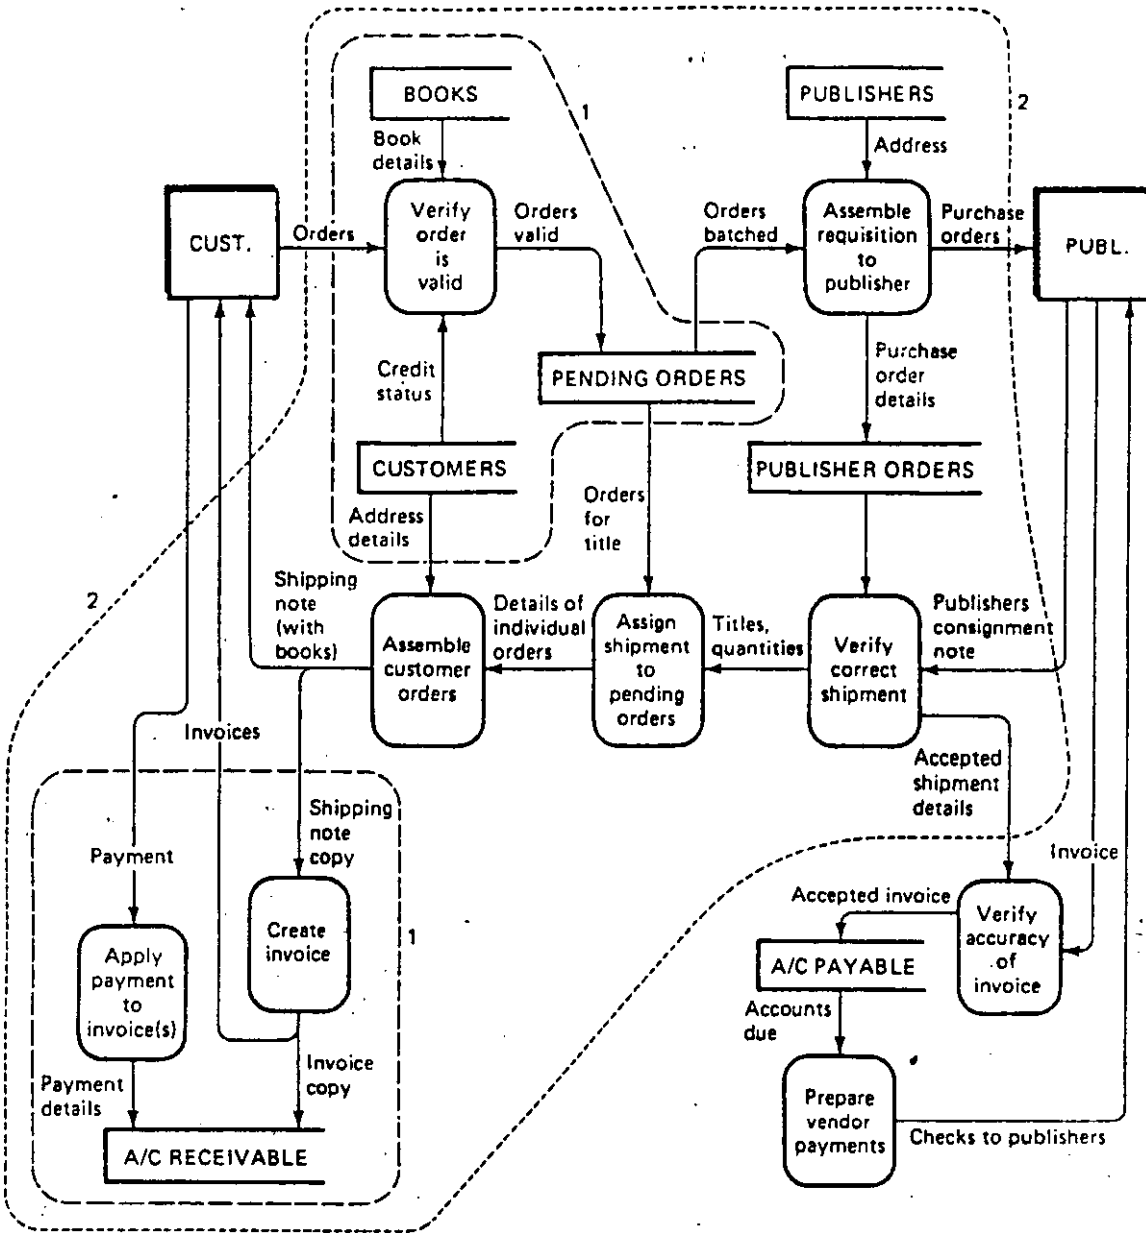 BOOKS
PUBLISHERS
1
2
Book
details
Address
CUST.
Orders
Verify
order
is
valid
Orders
valid
Orders
batched
Assemble
requisition
to
publisher
Purchase
orders
PUBL.
Credit
status
PENDING ORDERS
Purchase
order
details
CUSTOMERS
PUBLISHER ORDERS
Address
details
Orders
for
title
2
Shipping
note
(with
books)
Assemble
customer
orders
Details of
individual
orders
Assign
shipment
to
pending
orders
Titles,
quantities
Verify
correct
shipment
Publishers
consignment
note
Invoices
Accepted
shipment
details
Shipping
note
copy
Payment
Invoice
Create
invoice
1
Accepted invoice
Verify
accuracy
of
invoice
Apply
payment
to
invoice(s)
A/C PAYABLE
Accounts
due
Payment
details
Invoice
copy
Prepare
vendor
payments
Checks to publishers
A/C RECEIVABLE